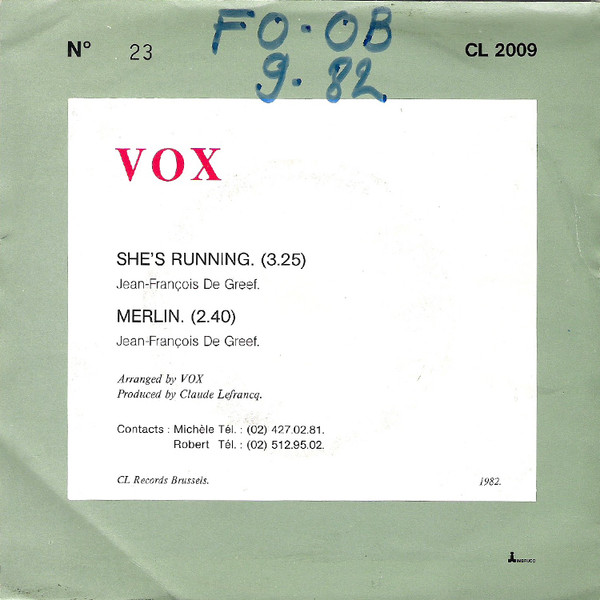 FO-OB
9.82
N° 23
CL 2009
VOX
SHE'S RUNNING. (3.25)
Jean-François De Greef.
MERLIN. (2.40)
Jean-François De Greef.
Arranged by VOX
Produced by Claude Lefrancq.
Contacts : Michèle Tél. : (02) 427.02.81.
Robert Tél. : (02) 512.95.02.
CL Records Brussels.
1982.